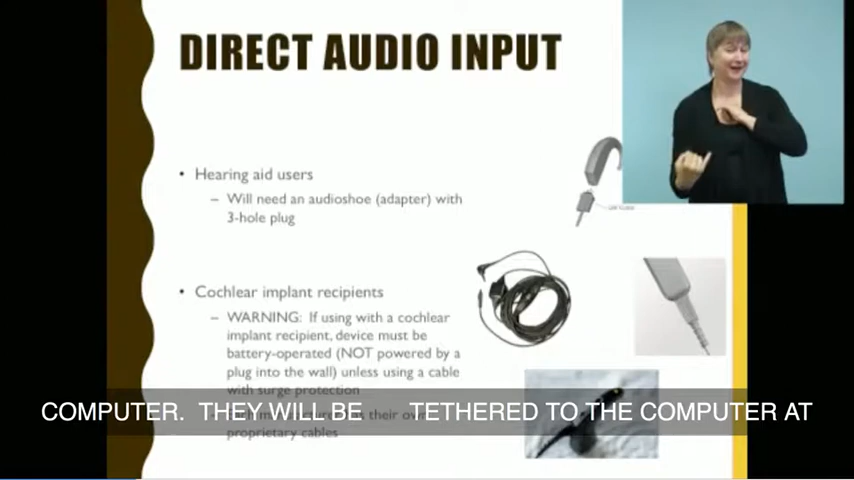 DIRECT AUDIO INPUT
• Hearing aid users
– Will need an audioshoe (adapter) with
3-hole plug
• Cochlear implant recipients
– WARNING: If using with a cochlear
implant recipient, device must be
battery-operated (NOT powered by a
plug into the wall) unless using a cable
with surge protection
their own
proprietary cables
COMPUTER. THEY WILL BE TETHERED TO THE COMPUTER AT